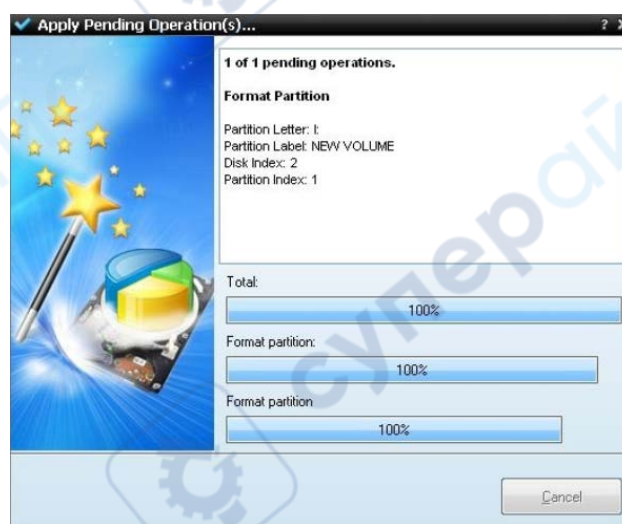 Apply Pending Operation(s)...
?
1 of 1 pending operations.
Format Partition
Partition Letter: I:
Partition Label: NEW VOLUME
Disk Index: 2
Partition Index: 1
Total:
100%
Format partition:
100%
Format partition
100%
Cancel
суперайс